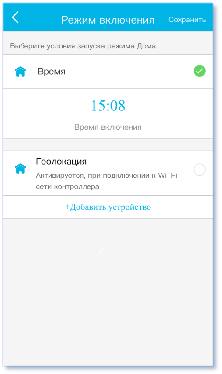 Режим включения
Сохранить
Выберите условия запуска режима Дома
Время
15:08
Время включения
Геолокация
Активируется, при подключении к Wi-Fi
сети контроллера
+Добавить устройство